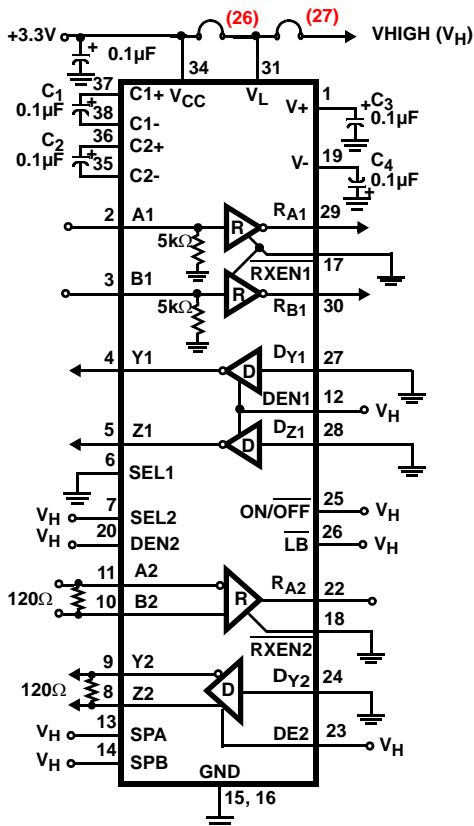 (26) (27)
+3.3V VHIGH (VH)
+ 0.1µF
34 31
37 C1+ VCC VL V+ 1
C1 0.1µF + 38 C1-
C3 0.1µF +
C2 0.1µF + 36 C2+
35 C2-
V- 19
C4 0.1µF +
2 A1 R RA1 29
5kΩ
RXEN1 17
3 B1 R RB1 30
5kΩ
4 Y1 D DY1 27
DEN1 12 VH
5 Z1 D DZ1 28
6 SEL1
VH 7 SEL2
ON/OFF 25 VH
VH 20 DEN2
LB 26 VH
11 A2 R RA2 22
120Ω
10 B2
18
RXEN2
9 Y2 D DY2 24
120Ω
8 Z2
VH 13 SPA
DE2 23 VH
VH 14 SPB
GND
15, 16